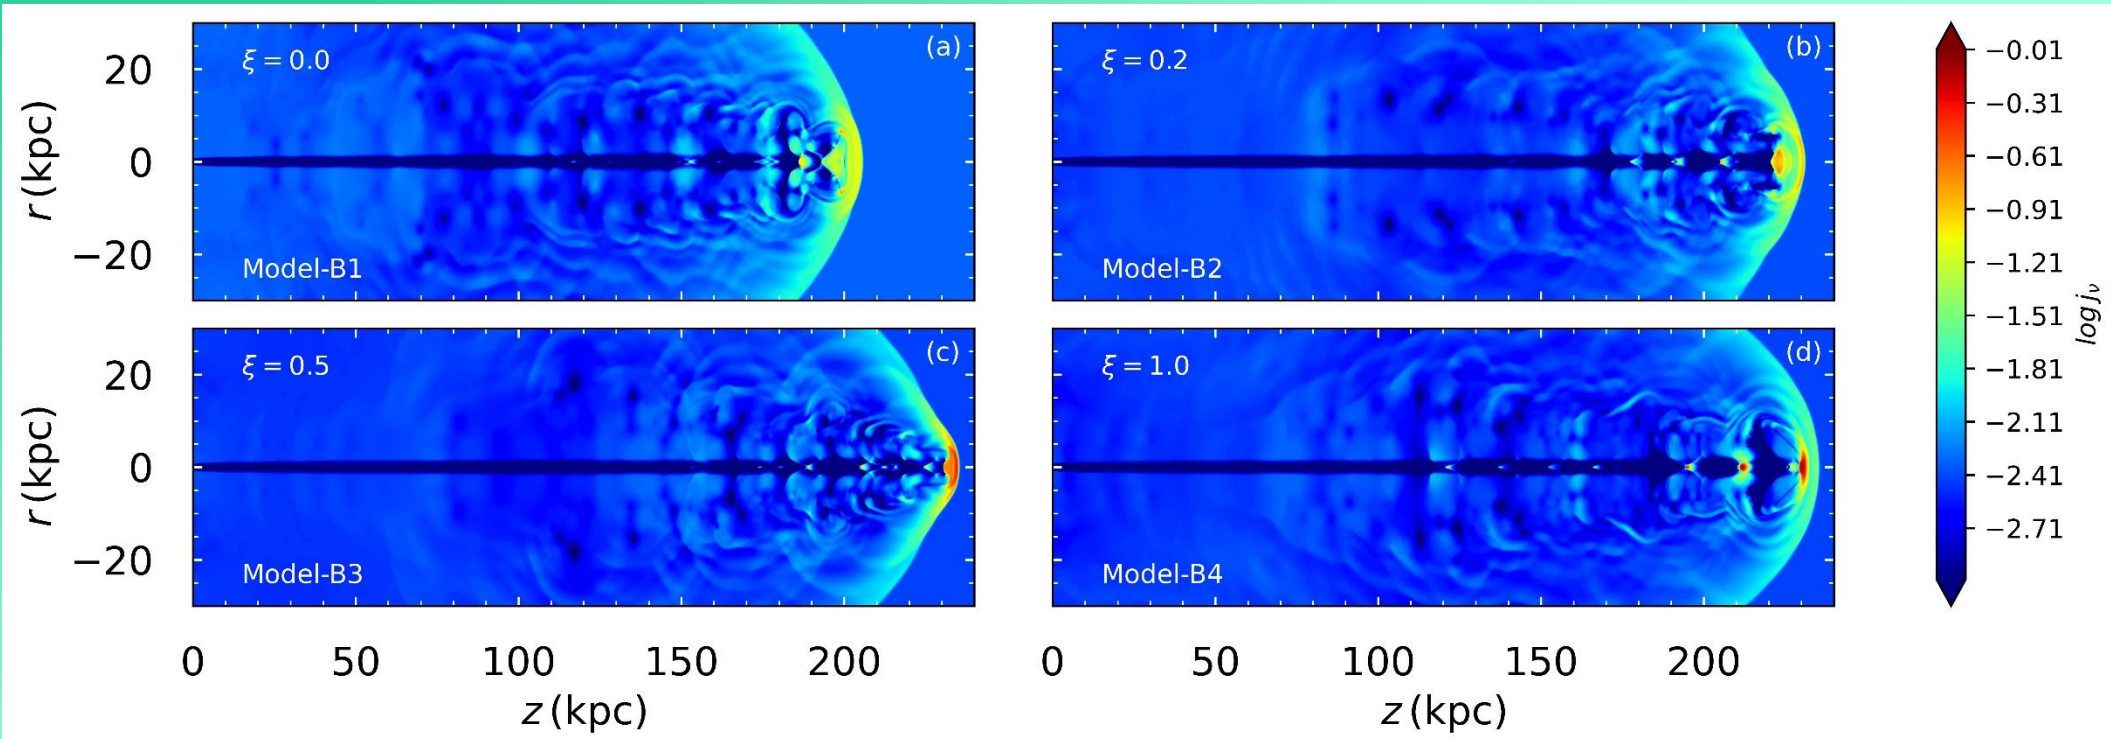 ξ = 0.0
(a)
Model-B1
20
0
−20
r (kpc)
ξ = 0.2
(b)
Model-B2
ξ = 0.5
(c)
Model-B3
20
0
−20
r (kpc)
0 50 100 150 200
z (kpc)
ξ = 1.0
(d)
Model-B4
0 50 100 150 200
z (kpc)
−0.01
−0.31
−0.61
−0.91
−1.21
−1.51
−1.81
−2.11
−2.41
−2.71
log jν